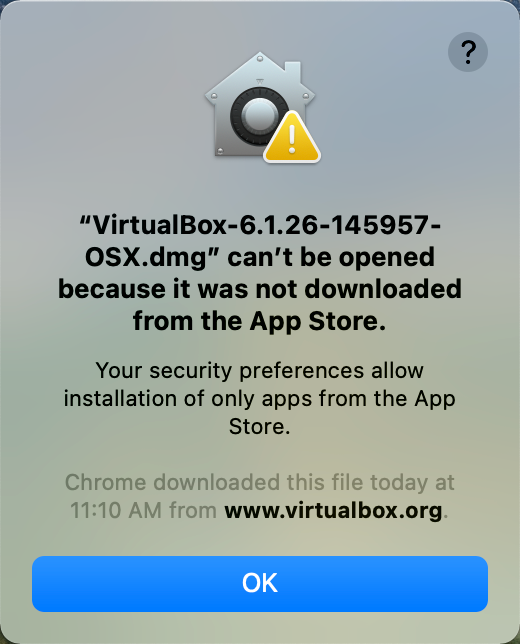 ?
“VirtualBox-6.1.26-145957-
OSX.dmg” can’t be opened
because it was not downloaded
from the App Store.
Your security preferences allow
installation of only apps from the App
Store.
Chrome downloaded this file today at
11:10 AM from www.virtualbox.org.
OK